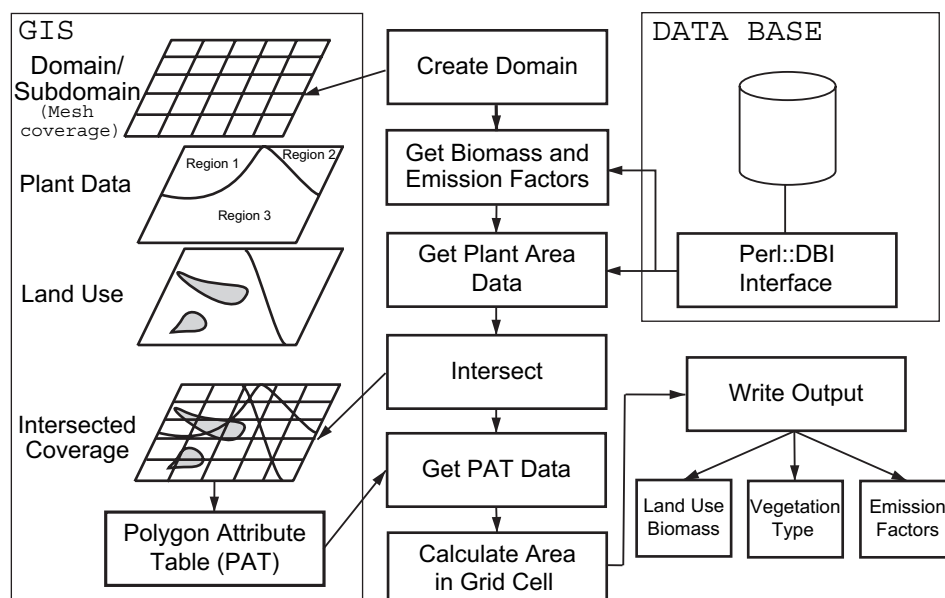 GIS
Domain/
Subdomain
(Mesh
coverage)
Plant Data
Region 1
Region 2
Region 3
Land Use
Intersected
Coverage
Polygon Attribute
Table (PAT)
Create Domain
Get Biomass and
Emission Factors
Get Plant Area
Data
Intersect
Get PAT Data
Calculate Area
in Grid Cell
DATA BASE
Perl::DBI
Interface
Write Output
Land Use
Biomass
Vegetation
Type
Emission
Factors